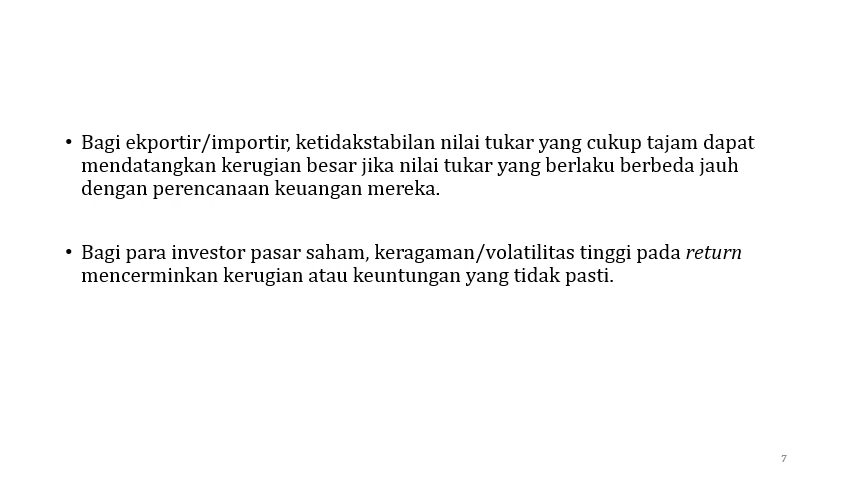 • Bagi ekportir/importir, ketidakstabilan nilai tukar yang cukup tajam dapat
mendatangkan kerugian besar jika nilai tukar yang berlaku berbeda jauh
dengan perencanaan keuangan mereka.
• Bagi para investor pasar saham, keragaman/volatilitas tinggi pada return
mencerminkan kerugian atau keuntungan yang tidak pasti.
7